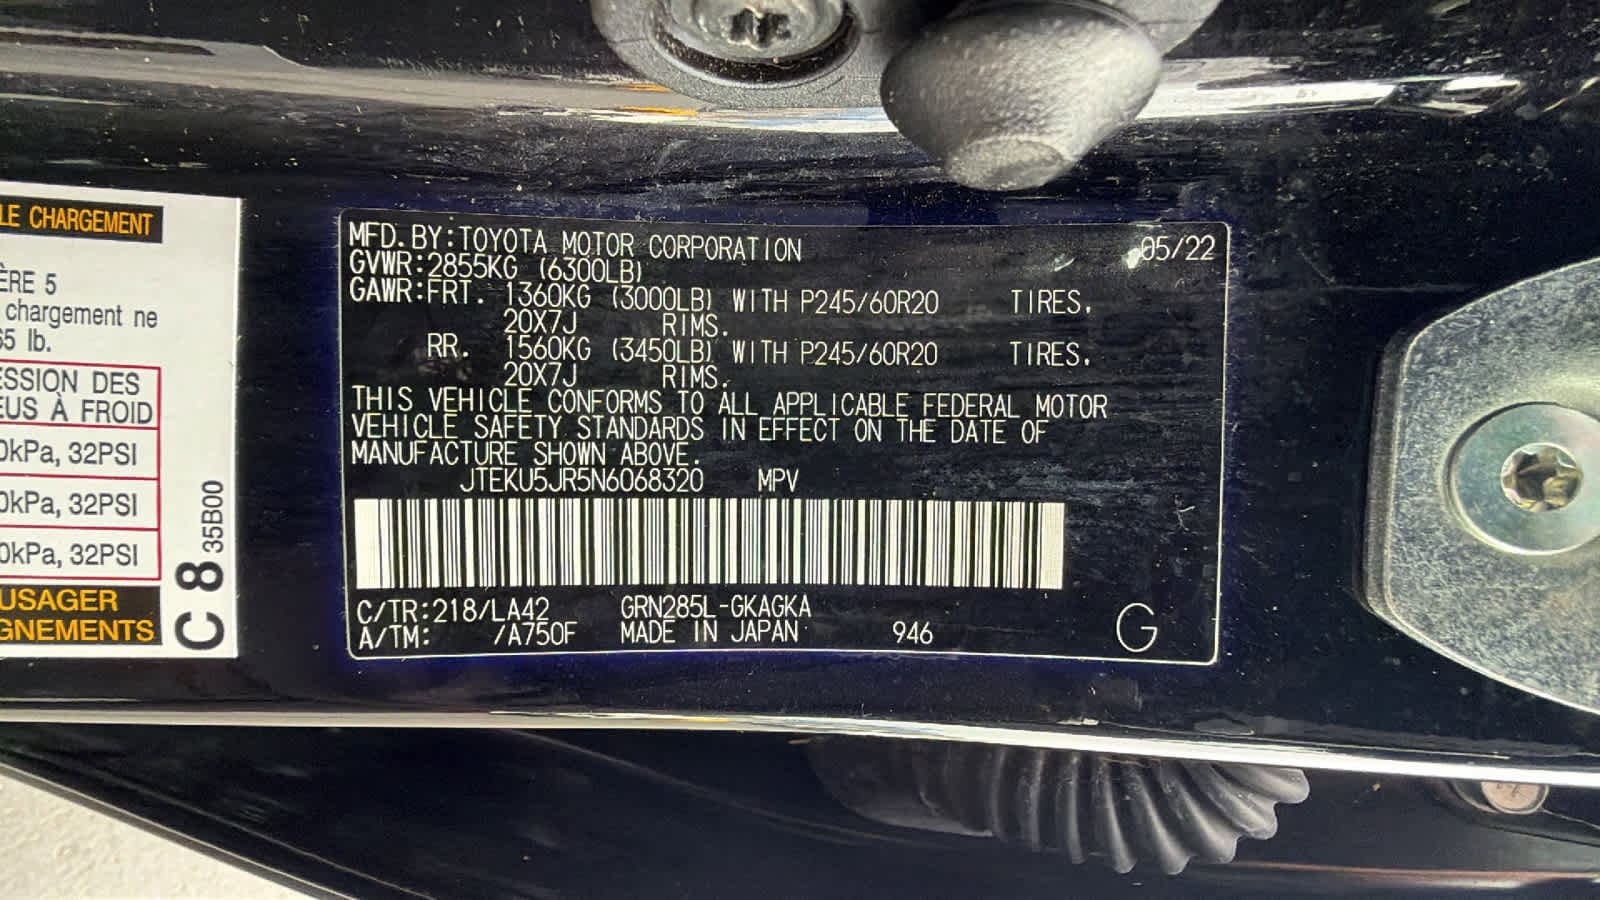 LE CHARGEMENT
ÈRE 5
chargement ne
65 lb.
ESSION DES
EUS À FROID
0kPa, 32PSI
0kPa, 32PSI
0kPa, 32PSI
USAGER
GNEMENTS
C 8 35B00
MFD. BY:TOYOTA MOTOR CORPORATION 05/22
GVWR:2855KG (6300LB)
GAWR:FRT. 1360KG (3000LB) WITH P245/60R20 TIRES,
20X7J RIMS.
RR. 1560KG (3450LB) WITH P245/60R20 TIRES,
20X7J RIMS.
THIS VEHICLE CONFORMS TO ALL APPLICABLE FEDERAL MOTOR
VEHICLE SAFETY STANDARDS IN EFFECT ON THE DATE OF
MANUFACTURE SHOWN ABOVE.
JTEKU5JR5N6068320 MPV
C/TR:218/LA42 GRN285L-GKAGKA
A/TM: /A750F MADE IN JAPAN 946 G